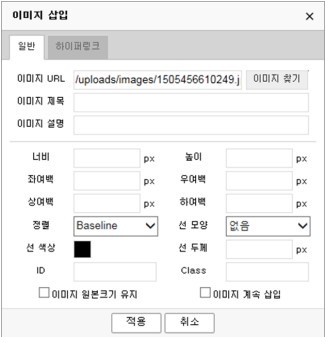 이미지 삽입 ×
일반 하이퍼링크
이미지 URL /uploads/images/1505456610249.j 이미지 찾기
이미지 제목
이미지 설명
너비 px 높이 px
좌여백 px 우여백 px
상여백 px 하여백 px
정렬 Baseline 선 모양 없음
선 색상 선 두께 px
ID Class
이미지 일본크기 유지 이미지 계속 삽입
적용 취소